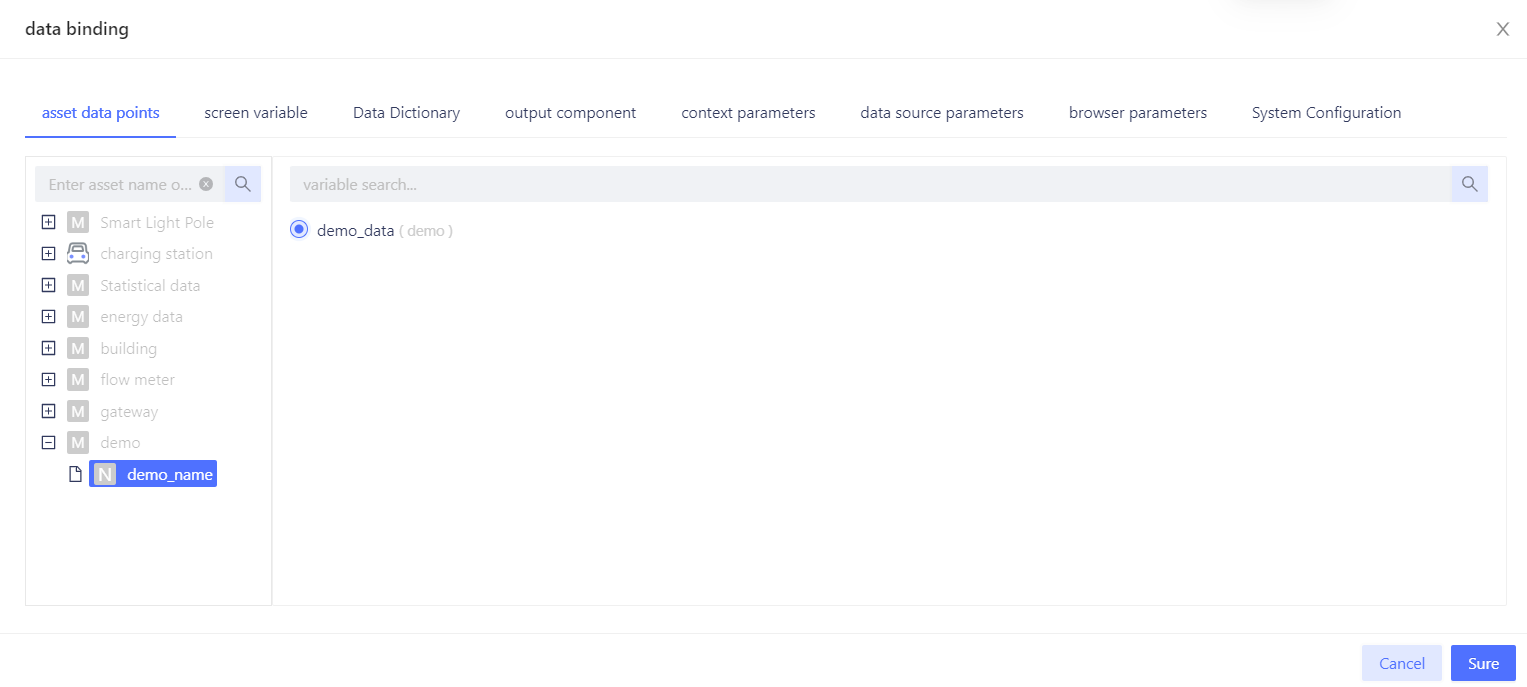 data binding
asset data points screen variable Data Dictionary output component context parameters data source parameters browser parameters System Configuration
Enter asset name o...
variable search...
M Smart Light Pole
demo_data ( demo )
charging station
M Statistical data
M energy data
M building
M flow meter
M gateway
M demo
N demo_name
Cancel Sure